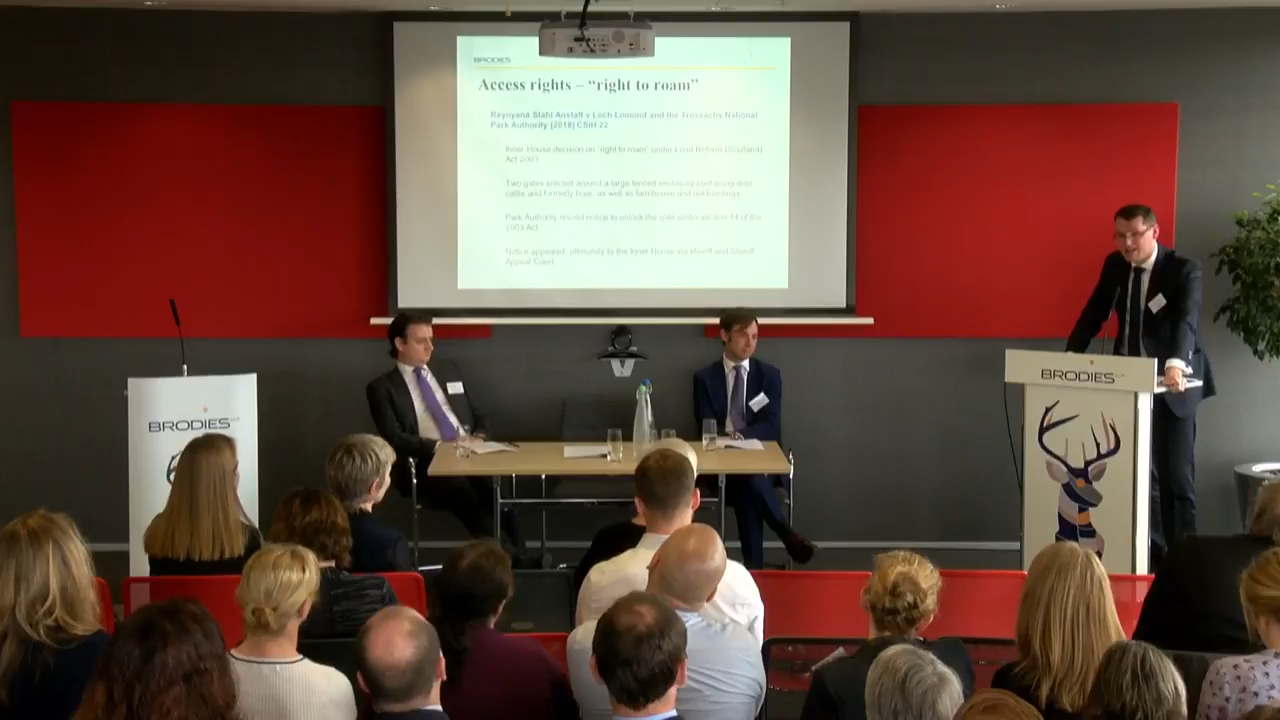 BRODIES
Access rights – “right to roam”
Reynyana Stahl Anstalt v Loch Lomond and the Trossachs National
Park Authority [2018] CSIH 22
Inner House decision on "right to roam" under Land Reform (Scotland)
Act 2003
Two gates erected around a large fenced enclosure containing deer,
cattle and formerly boar, as well as farmhouse and out buildings
Park Authority issued notice to unlock the gate under section 14 of the
2003 Act
Notice appealed ultimately to the Inner House via sheriff and Sheriff
Appeal Court.
BRODIES LLP
BRODIES LLP